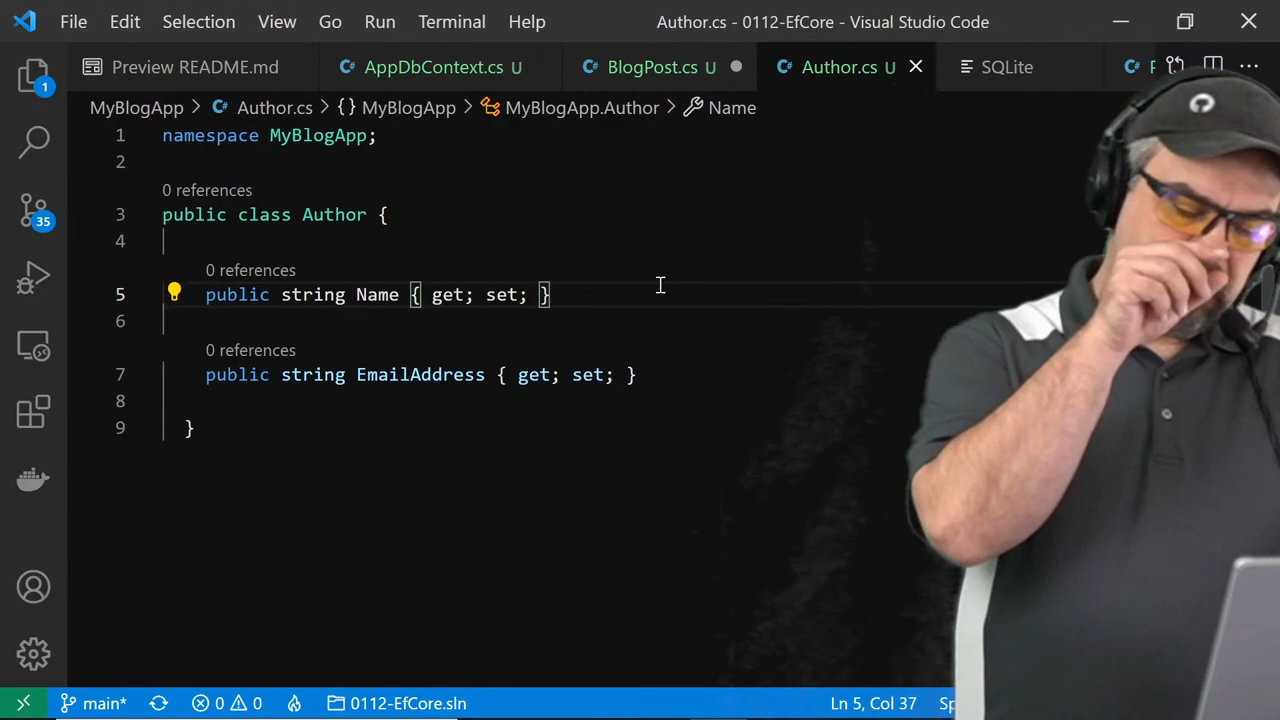 File Edit Selection View Go Run Terminal Help Author.cs - 0112-EfCore - Visual Studio Code
1 Preview README.md AppDbContext.cs U BlogPost.cs U Author.cs U SQLite
MyBlogApp > Author.cs > {} MyBlogApp > MyBlogApp.Author > Name
1 namespace MyBlogApp;
2
0 references
3 public class Author {
4
0 references
5 public string Name { get; set; }
6
0 references
7 public string EmailAddress { get; set; }
8
9 }
35
main* 0 0 0112-EfCore.sln Ln 5, Col 37